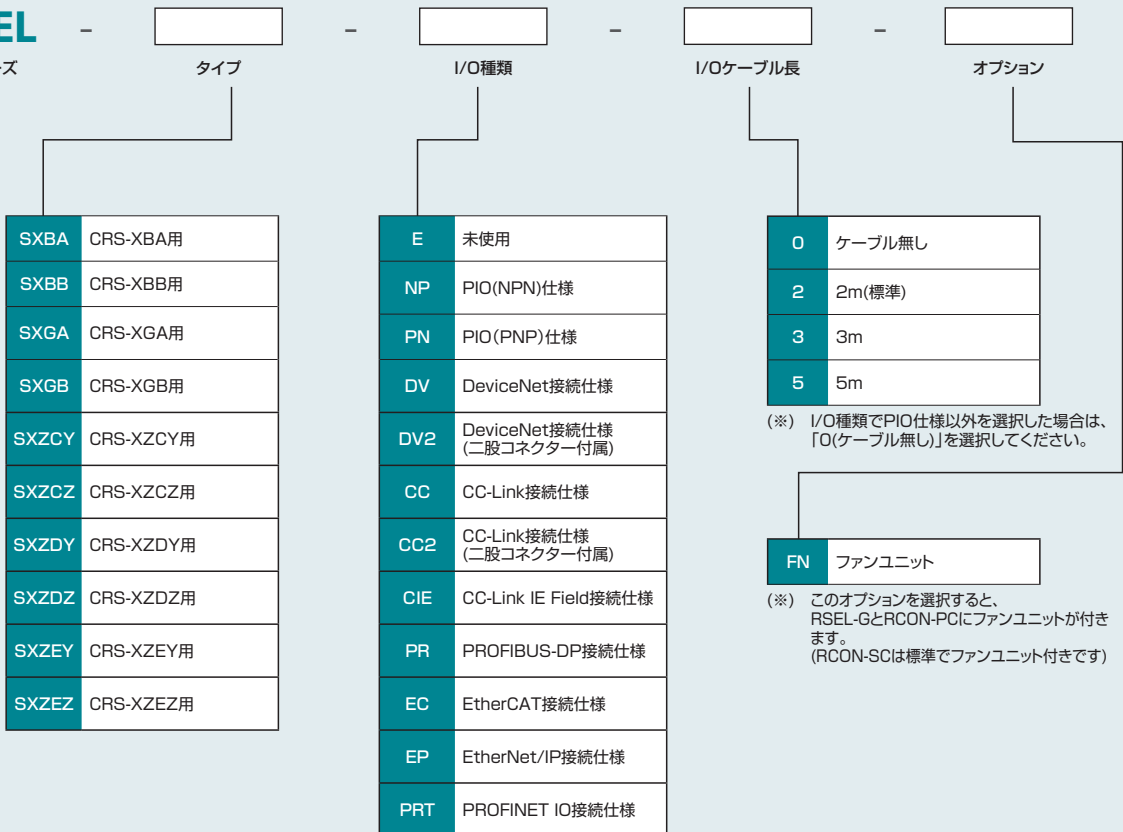 EL - - - -
ズ タイプ I/O種類 I/Oケーブル長 オプション
SXBA CRS-XBA用
SXBB CRS-XBB用
SXGA CRS-XGA用
SXGB CRS-XGB用
SXZCY CRS-XZCY用
SXZCZ CRS-XZCZ用
SXZDY CRS-XZDY用
SXZDZ CRS-XZDZ用
SXZEY CRS-XZEY用
SXZEZ CRS-XZEZ用
E 未使用
NP PIO(NPN)仕様
PN PIO(PNP)仕様
DV DeviceNet接続仕様
DV2 DeviceNet接続仕様
(二股コネクター付属)
CC CC-Link接続仕様
CC2 CC-Link接続仕様
(二股コネクター付属)
CIE CC-Link IE Field接続仕様
PR PROFIBUS-DP接続仕様
EC EtherCAT接続仕様
EP EtherNet/IP接続仕様
PRT PROFINET IO接続仕様
0 ケーブル無し
2 2m(標準)
3 3m
5 5m
(※) I/O種類でPIO仕様以外を選択した場合は、
「0(ケーブル無し)」を選択してください。
FN ファンユニット
(※) このオプションを選択すると、
RSEL-GとRCON-PCにファンユニットが付き
ます。
(RCON-SCは標準でファンユニット付きです)